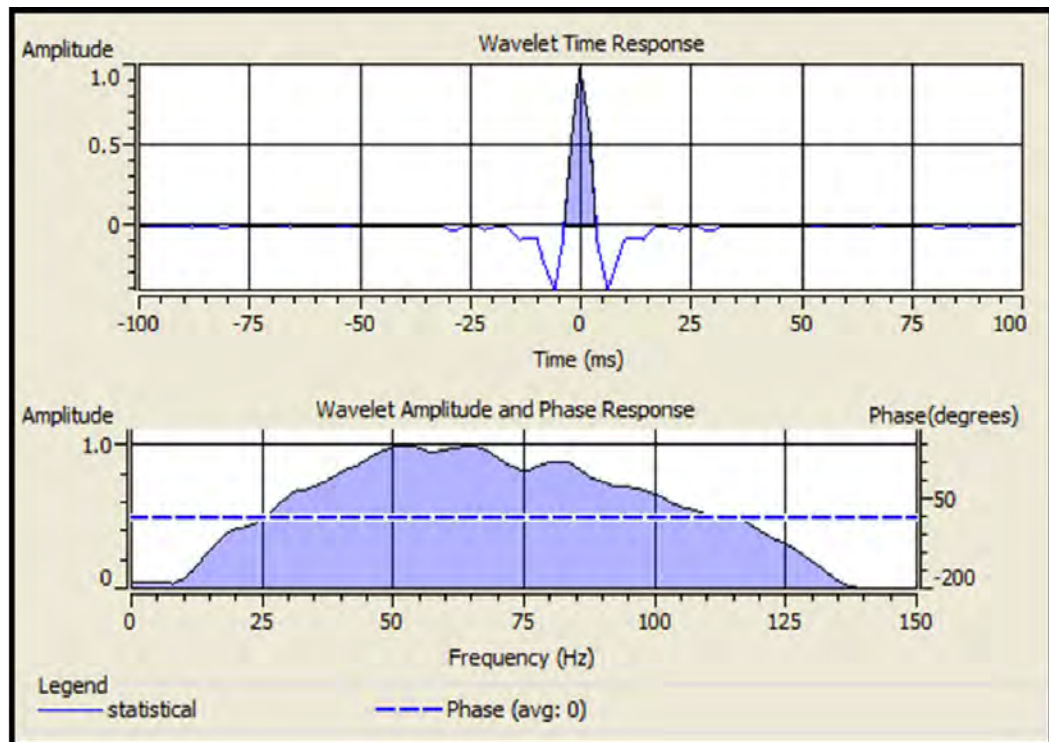 Wavelet Time Response
Amplitude
1.0
0.5
0
-100 -75 -50 -25 0 25 50 75 100
Time (ms)
Wavelet Amplitude and Phase Response
Amplitude Phase(degrees)
1.0
50
0 -200
0 25 50 75 100 125 150
Frequency (Hz)
Legend
statistical Phase (avg: 0)